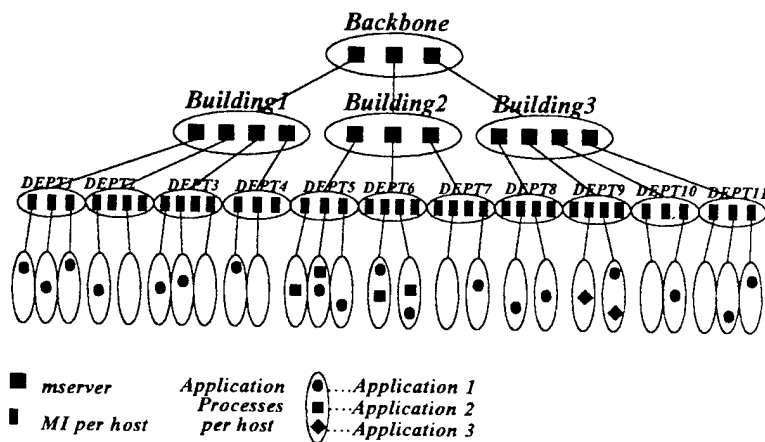 Backbone
Building1 Building2 Building3
DEPT1 DEPT2 DEPT3 DEPT4 DEPT5 DEPT6 DEPT7 DEPT8 DEPT9 DEPT10 DEPT11
mserver
MI per host
Application
Processes
per host
Application 1
Application 2
Application 3